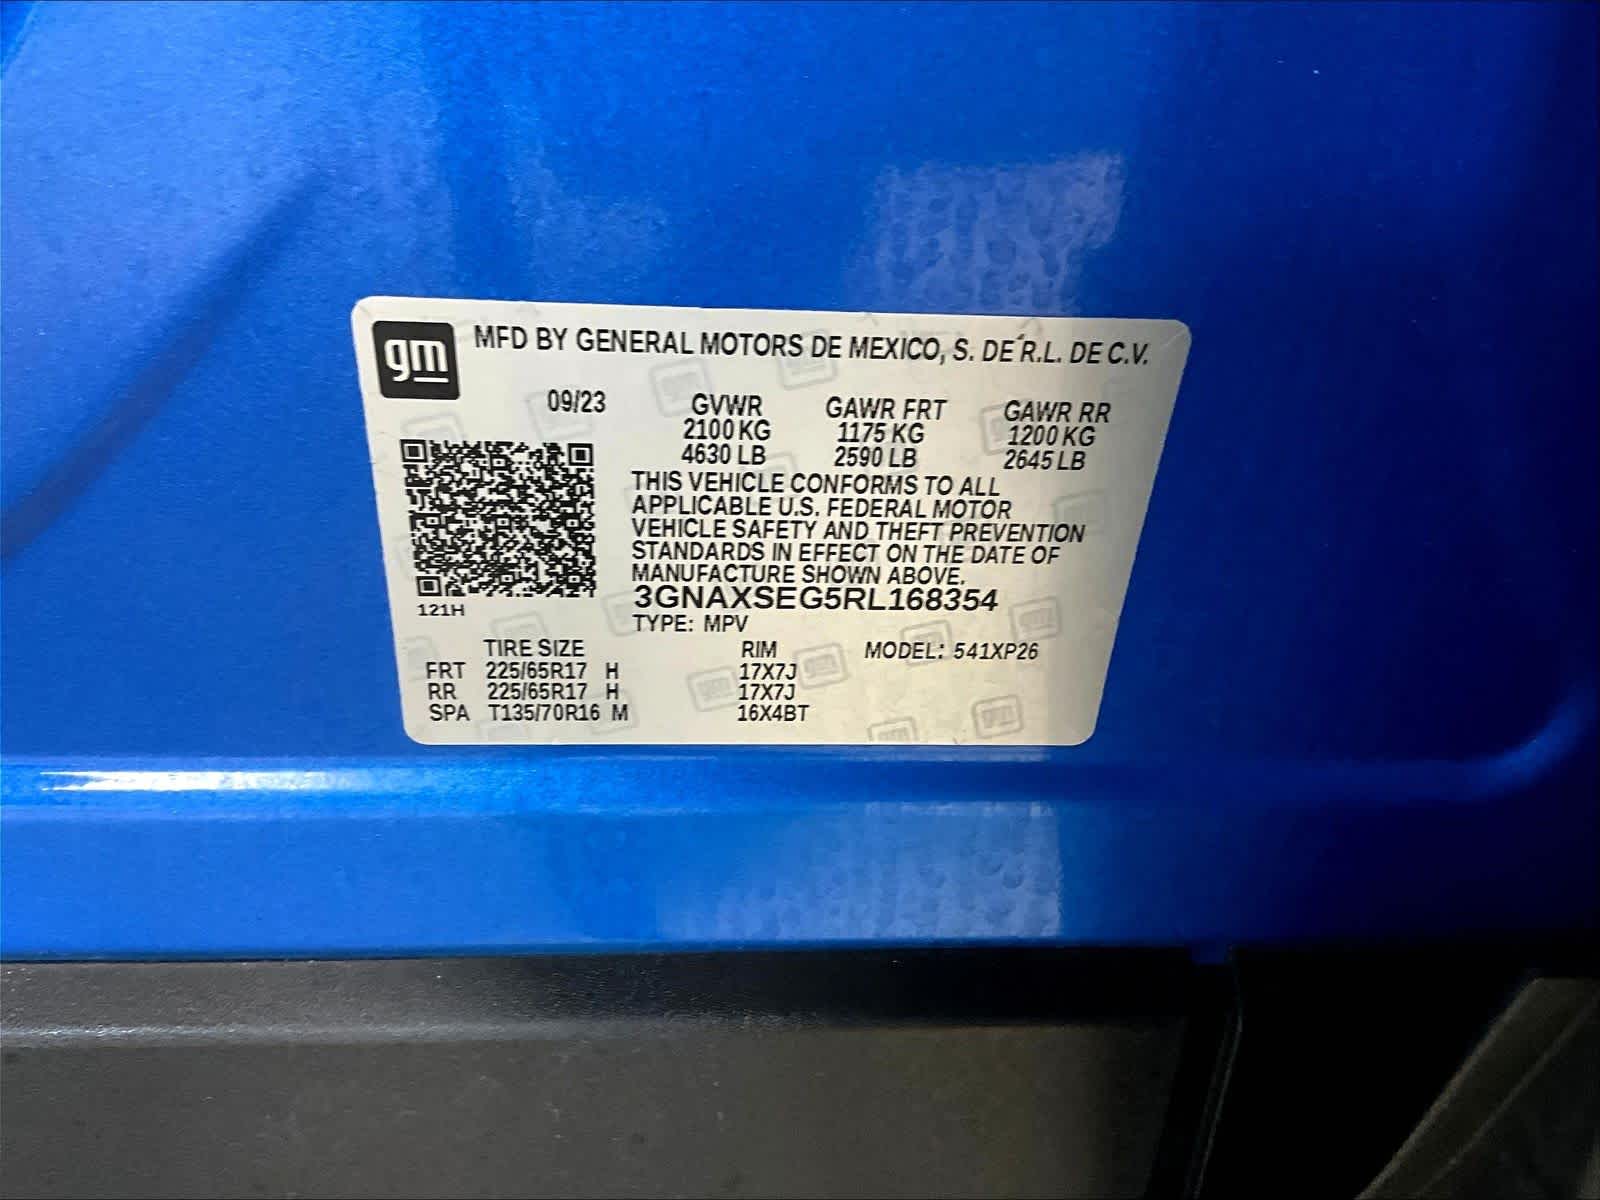 gm MFD BY GENERAL MOTORS DE MEXICO, S. DE R.L. DE C.V.
09/23 GVWR GAWR FRT GAWR RR
2100 KG 1175 KG 1200 KG
4630 LB 2590 LB 2645 LB
THIS VEHICLE CONFORMS TO ALL
APPLICABLE U.S. FEDERAL MOTOR
VEHICLE SAFETY AND THEFT PREVENTION
STANDARDS IN EFFECT ON THE DATE OF
MANUFACTURE SHOWN ABOVE.
3GNAXSEG5RL168354
121H
TYPE: MPV
TIRE SIZE RIM MODEL: 541XP26
FRT 225/65R17 H 17X7J
RR 225/65R17 H 17X7J
SPA T135/70R16 M 16X4BT